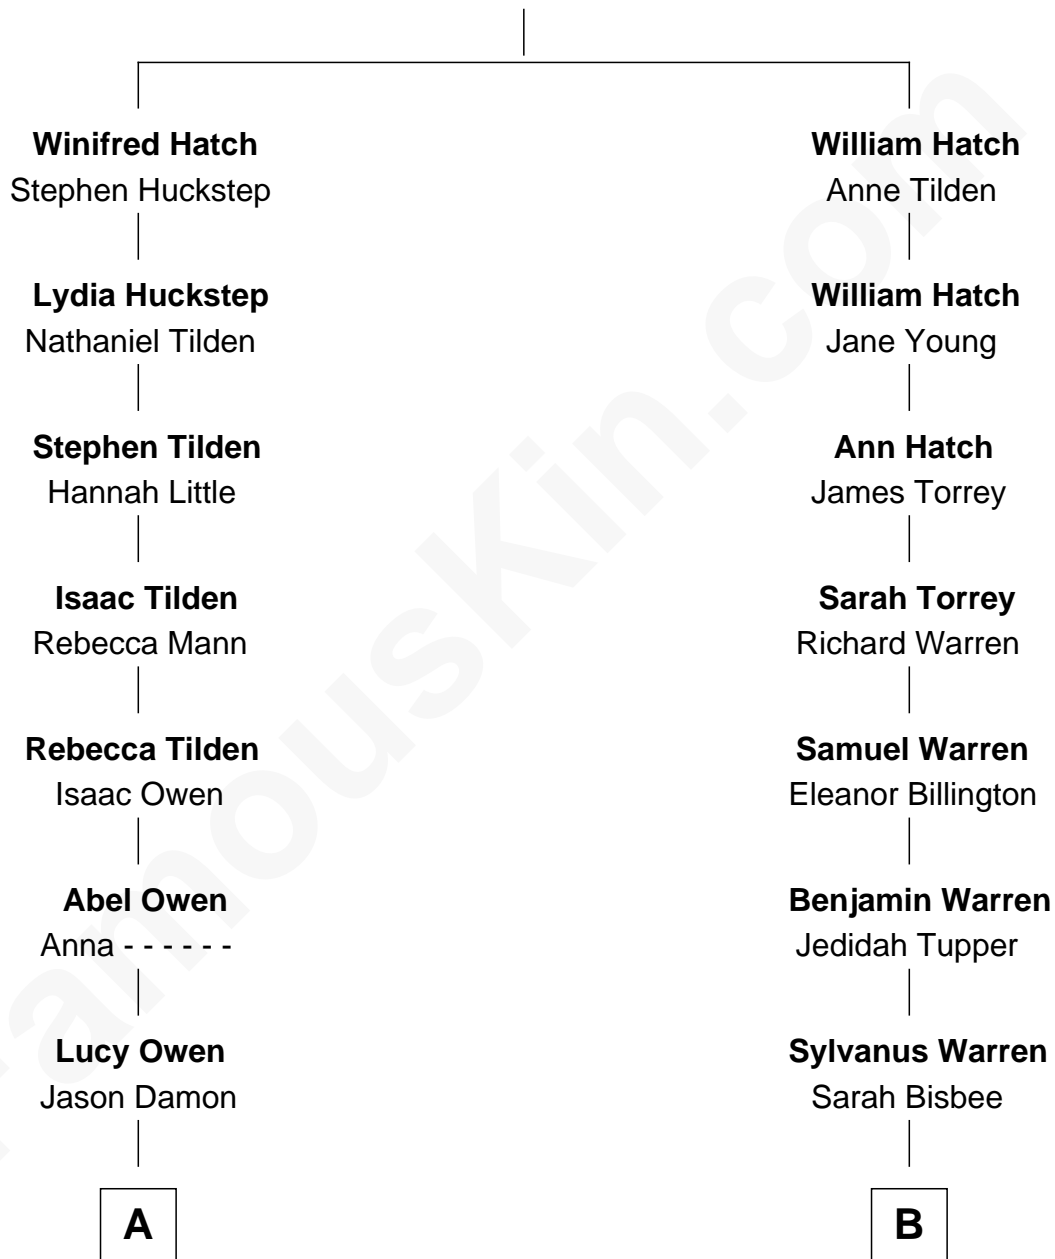 Winifred Hatch
Stephen Huckstep
Lydia Huckstep
Nathaniel Tilden
Stephen Tilden
Hannah Little
Isaac Tilden
Rebecca Mann
Rebecca Tilden
Isaac Owen
Abel Owen
Anna - - - - - -
Lucy Owen
Jason Damon
A
William Hatch
Anne Tilden
William Hatch
Jane Young
Ann Hatch
James Torrey
Sarah Torrey
Richard Warren
Samuel Warren
Eleanor Billington
Benjamin Warren
Jedidah Tupper
Sylvanus Warren
Sarah Bisbee
B
FamousKin.com